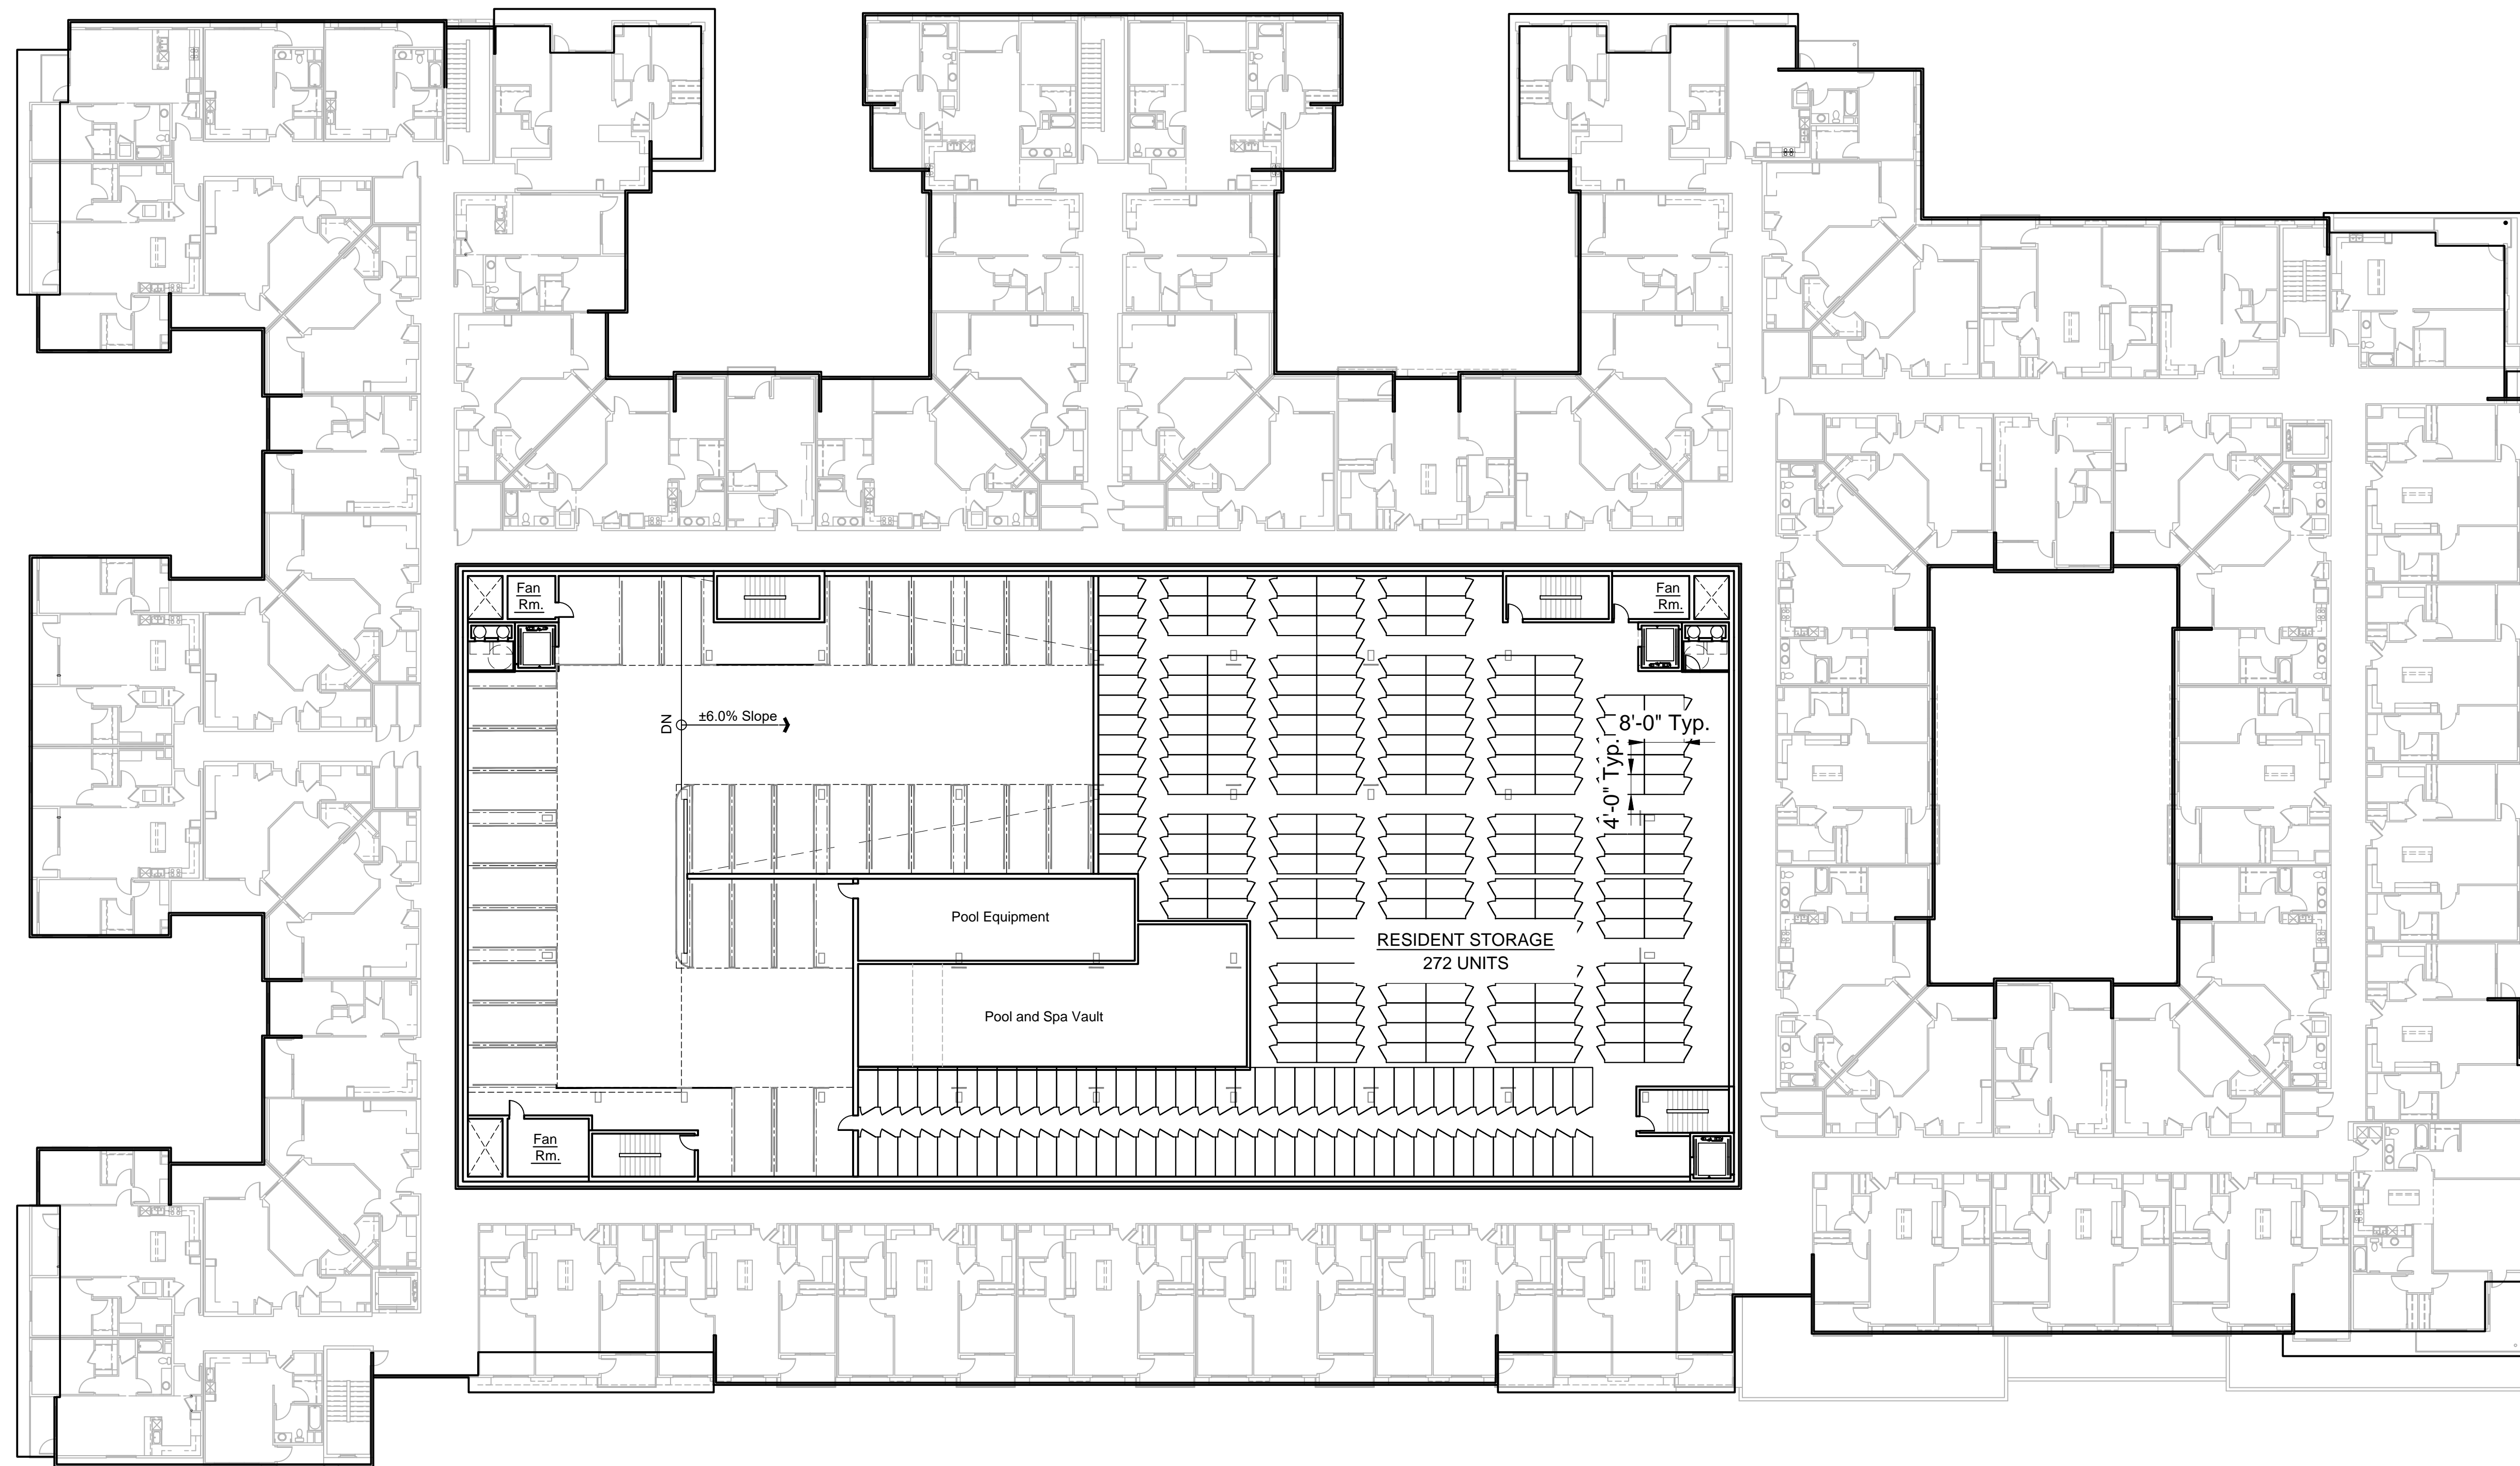 Fan
Rm.
Fan
Rm.
DN
±6.0% Slope
8'-0" Typ.
4'-0" Typ.
Pool Equipment
RESIDENT STORAGE
272 UNITS
Pool and Spa Vault
Fan
Rm.